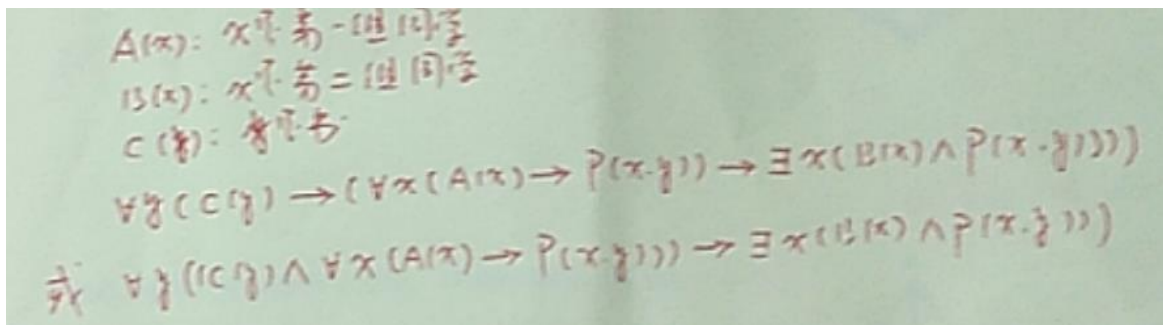 A(x): x是第一组同学
B(x): x是第二组同学
C(y): y是书
∀y(C(y)→(∀x(A(x)→P(x.y))→∃x(B(x)∧P(x.y))))
或 ∀y((C(y)∧∀x(A(x)→P(x.y)))→∃x(B(x)∧P(x.y)))